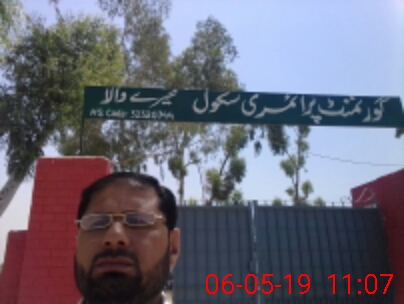 گورنمنٹ پرائمری سکول میرے والا
06-05-19 11:07